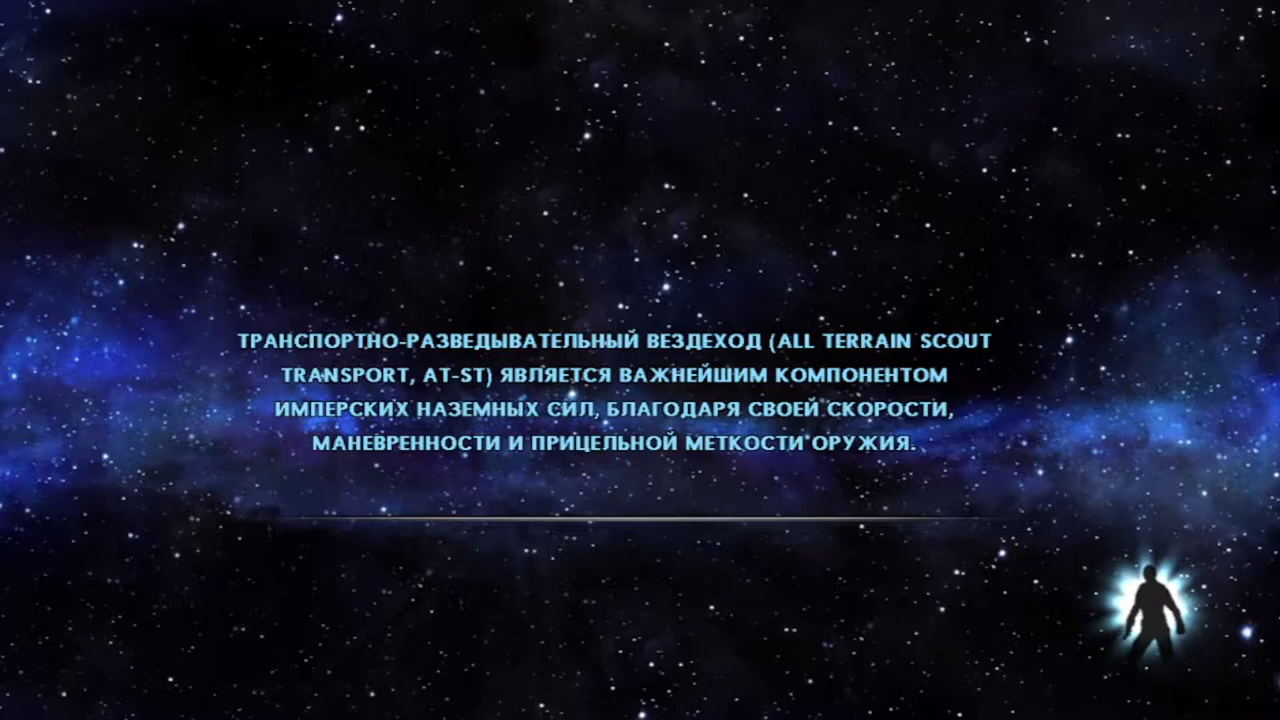 ТРАНСПОРТНО-РАЗВЕДЫВАТЕЛЬНЫЙ ВЕЗДЕХОД (ALL TERRAIN SCOUT
TRANSPORT, AT-ST) ЯВЛЯЕТСЯ ВАЖНЕЙШИМ КОМПОНЕНТОМ
ИМПЕРСКИХ НАЗЕМНЫХ СИЛ, БЛАГОДАРЯ СВОЕЙ СКОРОСТИ,
МАНЕВРЕННОСТИ И ПРИЦЕЛЬНОЙ МЕТКОСТИ ОРУЖИЯ.